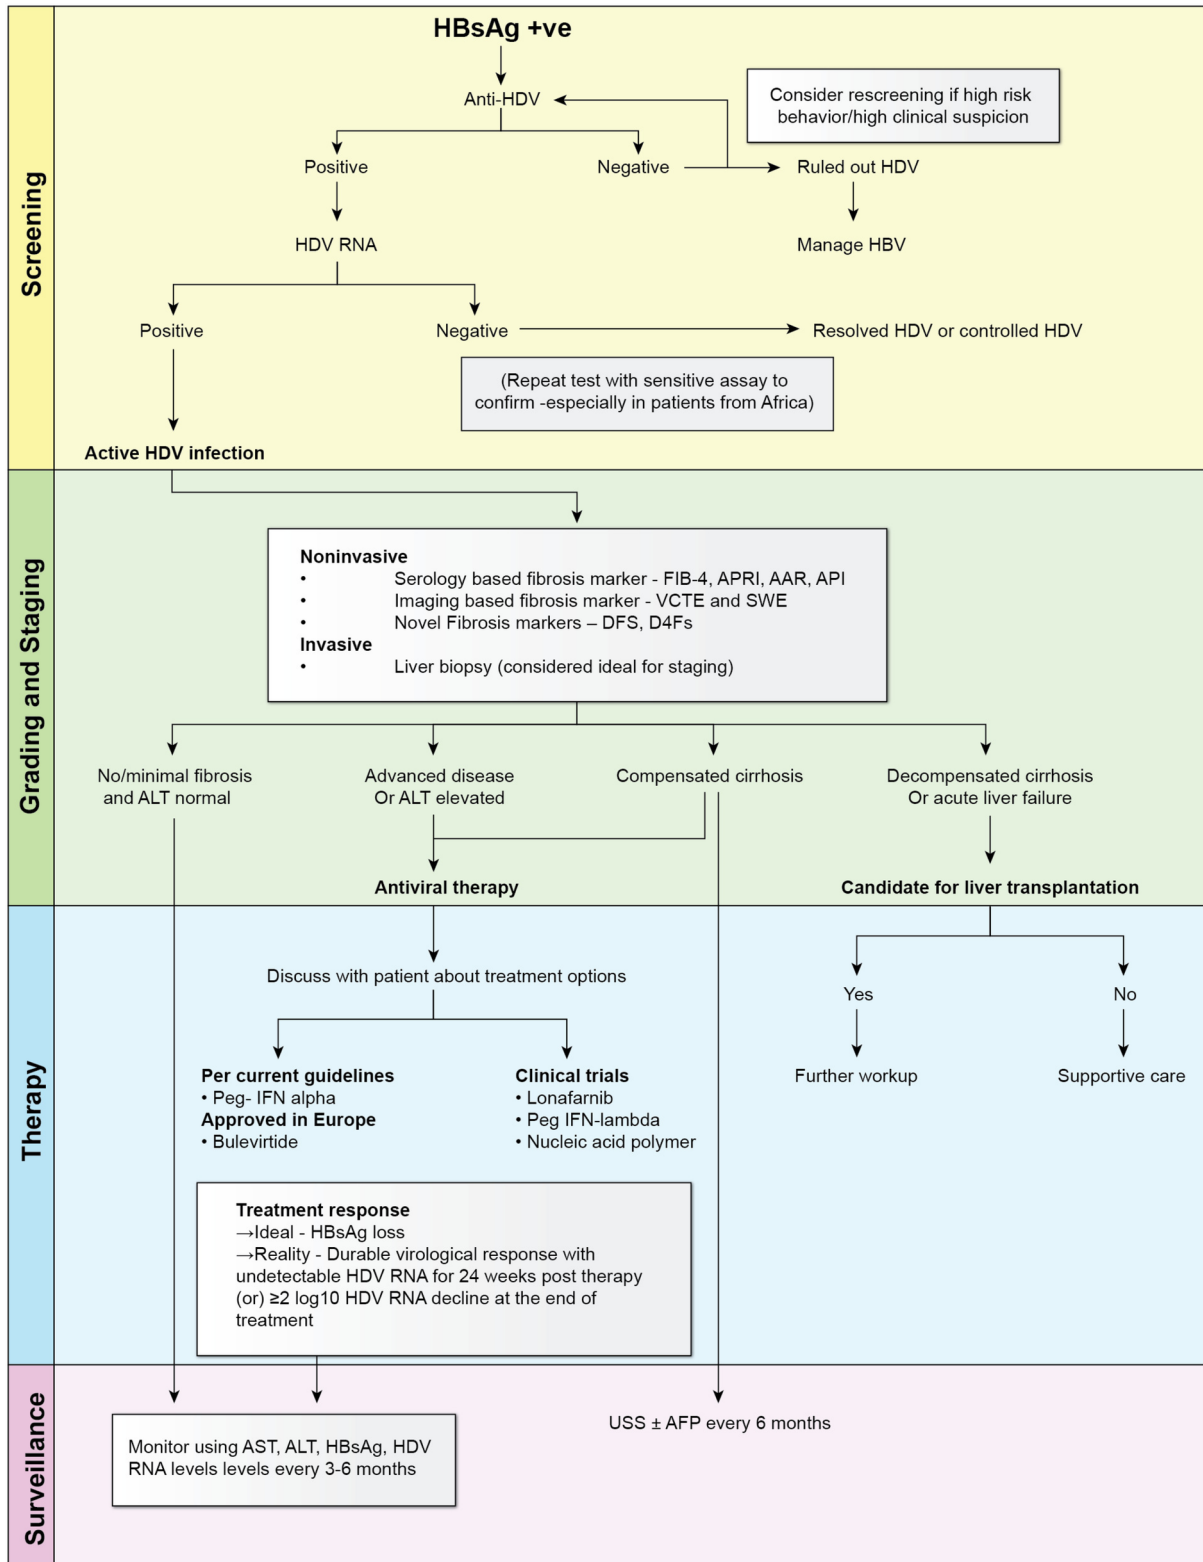 HBsAg +ve
Anti-HDV
Consider rescreening if high risk
behavior/high clinical suspicion
Positive
Negative
Ruled out HDV
HDV RNA
Manage HBV
Positive
Negative
Resolved HDV or controlled HDV
(Repeat test with sensitive assay to
confirm -especially in patients from Africa)
Active HDV infection
Screening
Noninvasive
• Serology based fibrosis marker - FIB-4, APRI, AAR, API
• Imaging based fibrosis marker - VCTE and SWE
• Novel Fibrosis markers – DFS, D4Fs
Invasive
• Liver biopsy (considered ideal for staging)
No/minimal fibrosis
and ALT normal
Advanced disease
Or ALT elevated
Compensated cirrhosis
Decompensated cirrhosis
Or acute liver failure
Antiviral therapy
Candidate for liver transplantation
Grading and Staging
Discuss with patient about treatment options
Yes
No
Per current guidelines
• Peg- IFN alpha
Approved in Europe
• Bulevirtide
Clinical trials
• Lonafarnib
• Peg IFN-lambda
• Nucleic acid polymer
Further workup
Supportive care
Treatment response
→Ideal - HBsAg loss
→Reality - Durable virological response with
undetectable HDV RNA for 24 weeks post therapy
(or) ≥2 log10 HDV RNA decline at the end of
treatment
Therapy
Monitor using AST, ALT, HBsAg, HDV
RNA levels levels every 3-6 months
USS ± AFP every 6 months
Surveillance